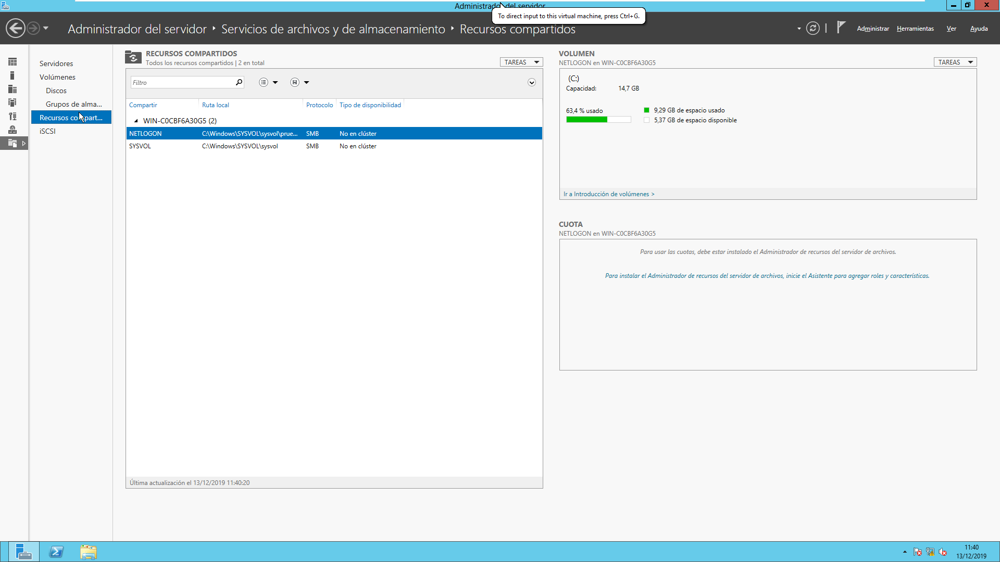 Administrador del servidor
To direct input to this virtual machine, press Ctrl+G.
Administrador del servidor ‣ Servicios de archivos y de almacenamiento ‣ Recursos compartidos
Administrar Herramientas Ver Ayuda
Servidores
Volúmenes
Discos
Grupos de alma...
Recursos compart...
iSCSI
RECURSOS COMPARTIDOS
Todos los recursos compartidos | 2 en total
TAREAS
Filtro
Compartir Ruta local Protocolo Tipo de disponibilidad
WIN-C0CBF6A30G5 (2)
NETLOGON C:\Windows\SYSVOL\sysvol\prue... SMB No en clúster
SYSVOL C:\Windows\SYSVOL\sysvol SMB No en clúster
Última actualización el 13/12/2019 11:40:20
VOLUMEN
NETLOGON en WIN-C0CBF6A30G5
TAREAS
(C:)
Capacidad: 14,7 GB
63,4 % usado
9,29 GB de espacio usado
5,37 GB de espacio disponible
Ir a Introducción de volúmenes >
CUOTA
NETLOGON en WIN-C0CBF6A30G5
Para usar las cuotas, debe estar instalado el Administrador de recursos del servidor de archivos.
Para instalar el Administrador de recursos del servidor de archivos, inicie el Asistente para agregar roles y características.
11:40
13/12/2019